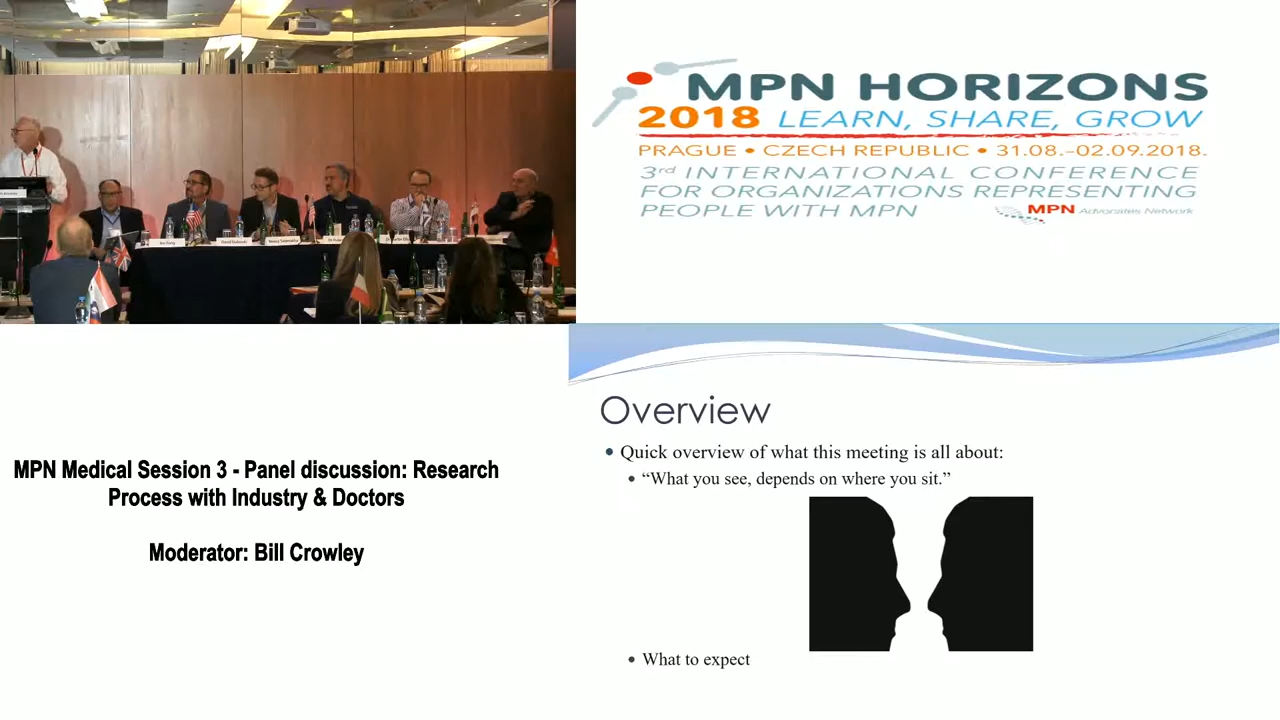 MPN HORIZONS
2018 LEARN, SHARE, GROW
PRAGUE • CZECH REPUBLIC • 31.08.-02.09.2018.
3rd INTERNATIONAL CONFERENCE
FOR ORGANIZATIONS REPRESENTING
PEOPLE WITH MPN
MPN Advocates Network
MPN Medical Session 3 - Panel discussion: Research
Process with Industry & Doctors
Moderator: Bill Crowley
Overview
• Quick overview of what this meeting is all about:
• “What you see, depends on where you sit.”
• What to expect